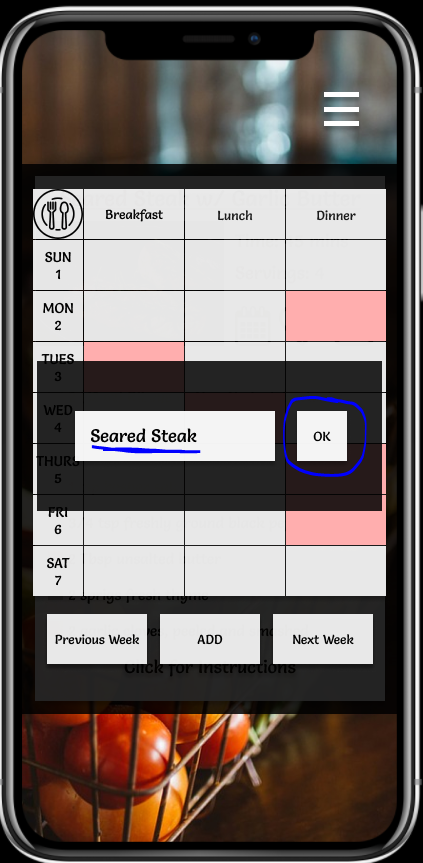 Breakfast Lunch Dinner
SUN
1
MON
2
TUES
3
WED
4
Seared Steak OK
THURS
5
FRI
6
SAT
7
2 sprigs fresh thyme
Previous Week ADD Next Week
Click for Instructions